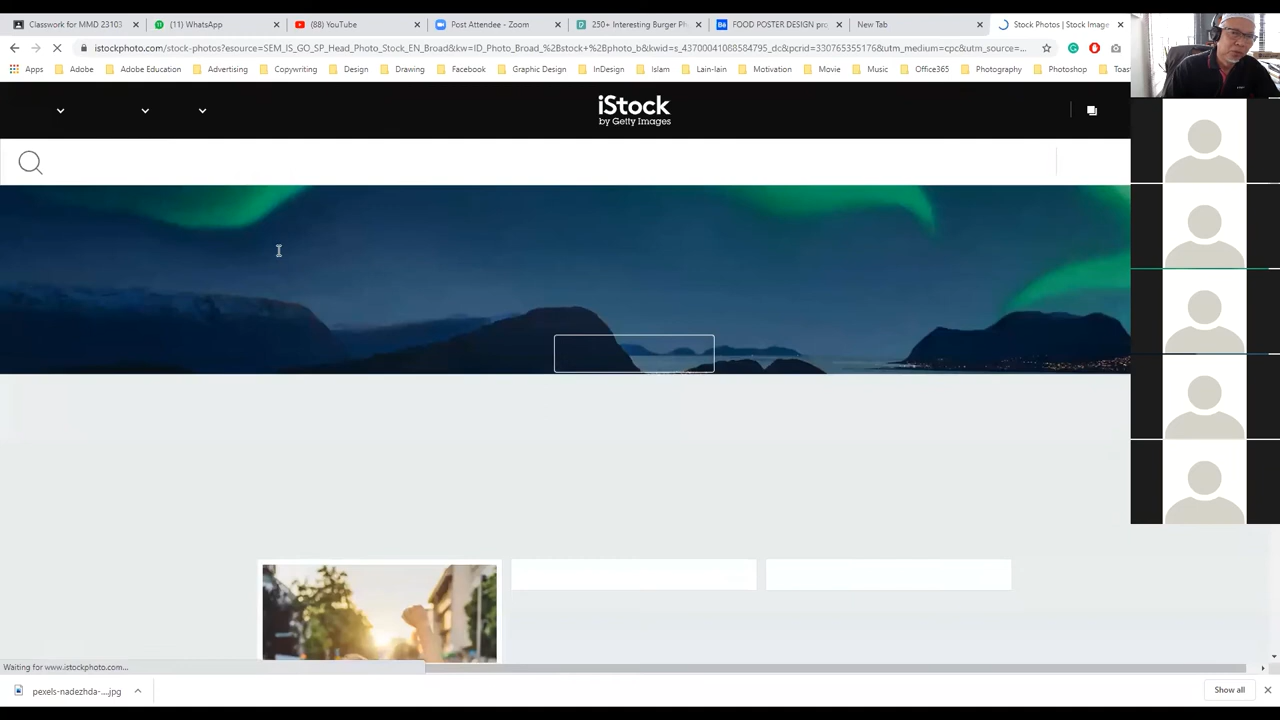 Classwork for MMD 23103
(11) WhatsApp
(88) YouTube
Post Attendee - Zoom
250+ Interesting Burger Ph
FOOD POSTER DESIGN pro
New Tab
Stock Photos | Stock Image
istockphoto.com/stock-photos?esource=SEM_IS_GO_SP_Head_Photo_Stock_EN_Broad&kw=ID_Photo_Broad_%2Bstock+%2Bphoto_b&kwid=s_43700041088584795_dc&pcrid=330765355176&utm_medium=cpc&utm_source=...
Apps
Adobe
Adobe Education
Advertising
Copywriting
Design
Drawing
Facebook
Graphic Design
InDesign
Islam
Lain-lain
Motivation
Movie
Music
Office365
Photography
Photoshop
Toast
iStock
by Getty Images
Waiting for www.istockphoto.com...
pexels-nadezhda-....jpg
Show all